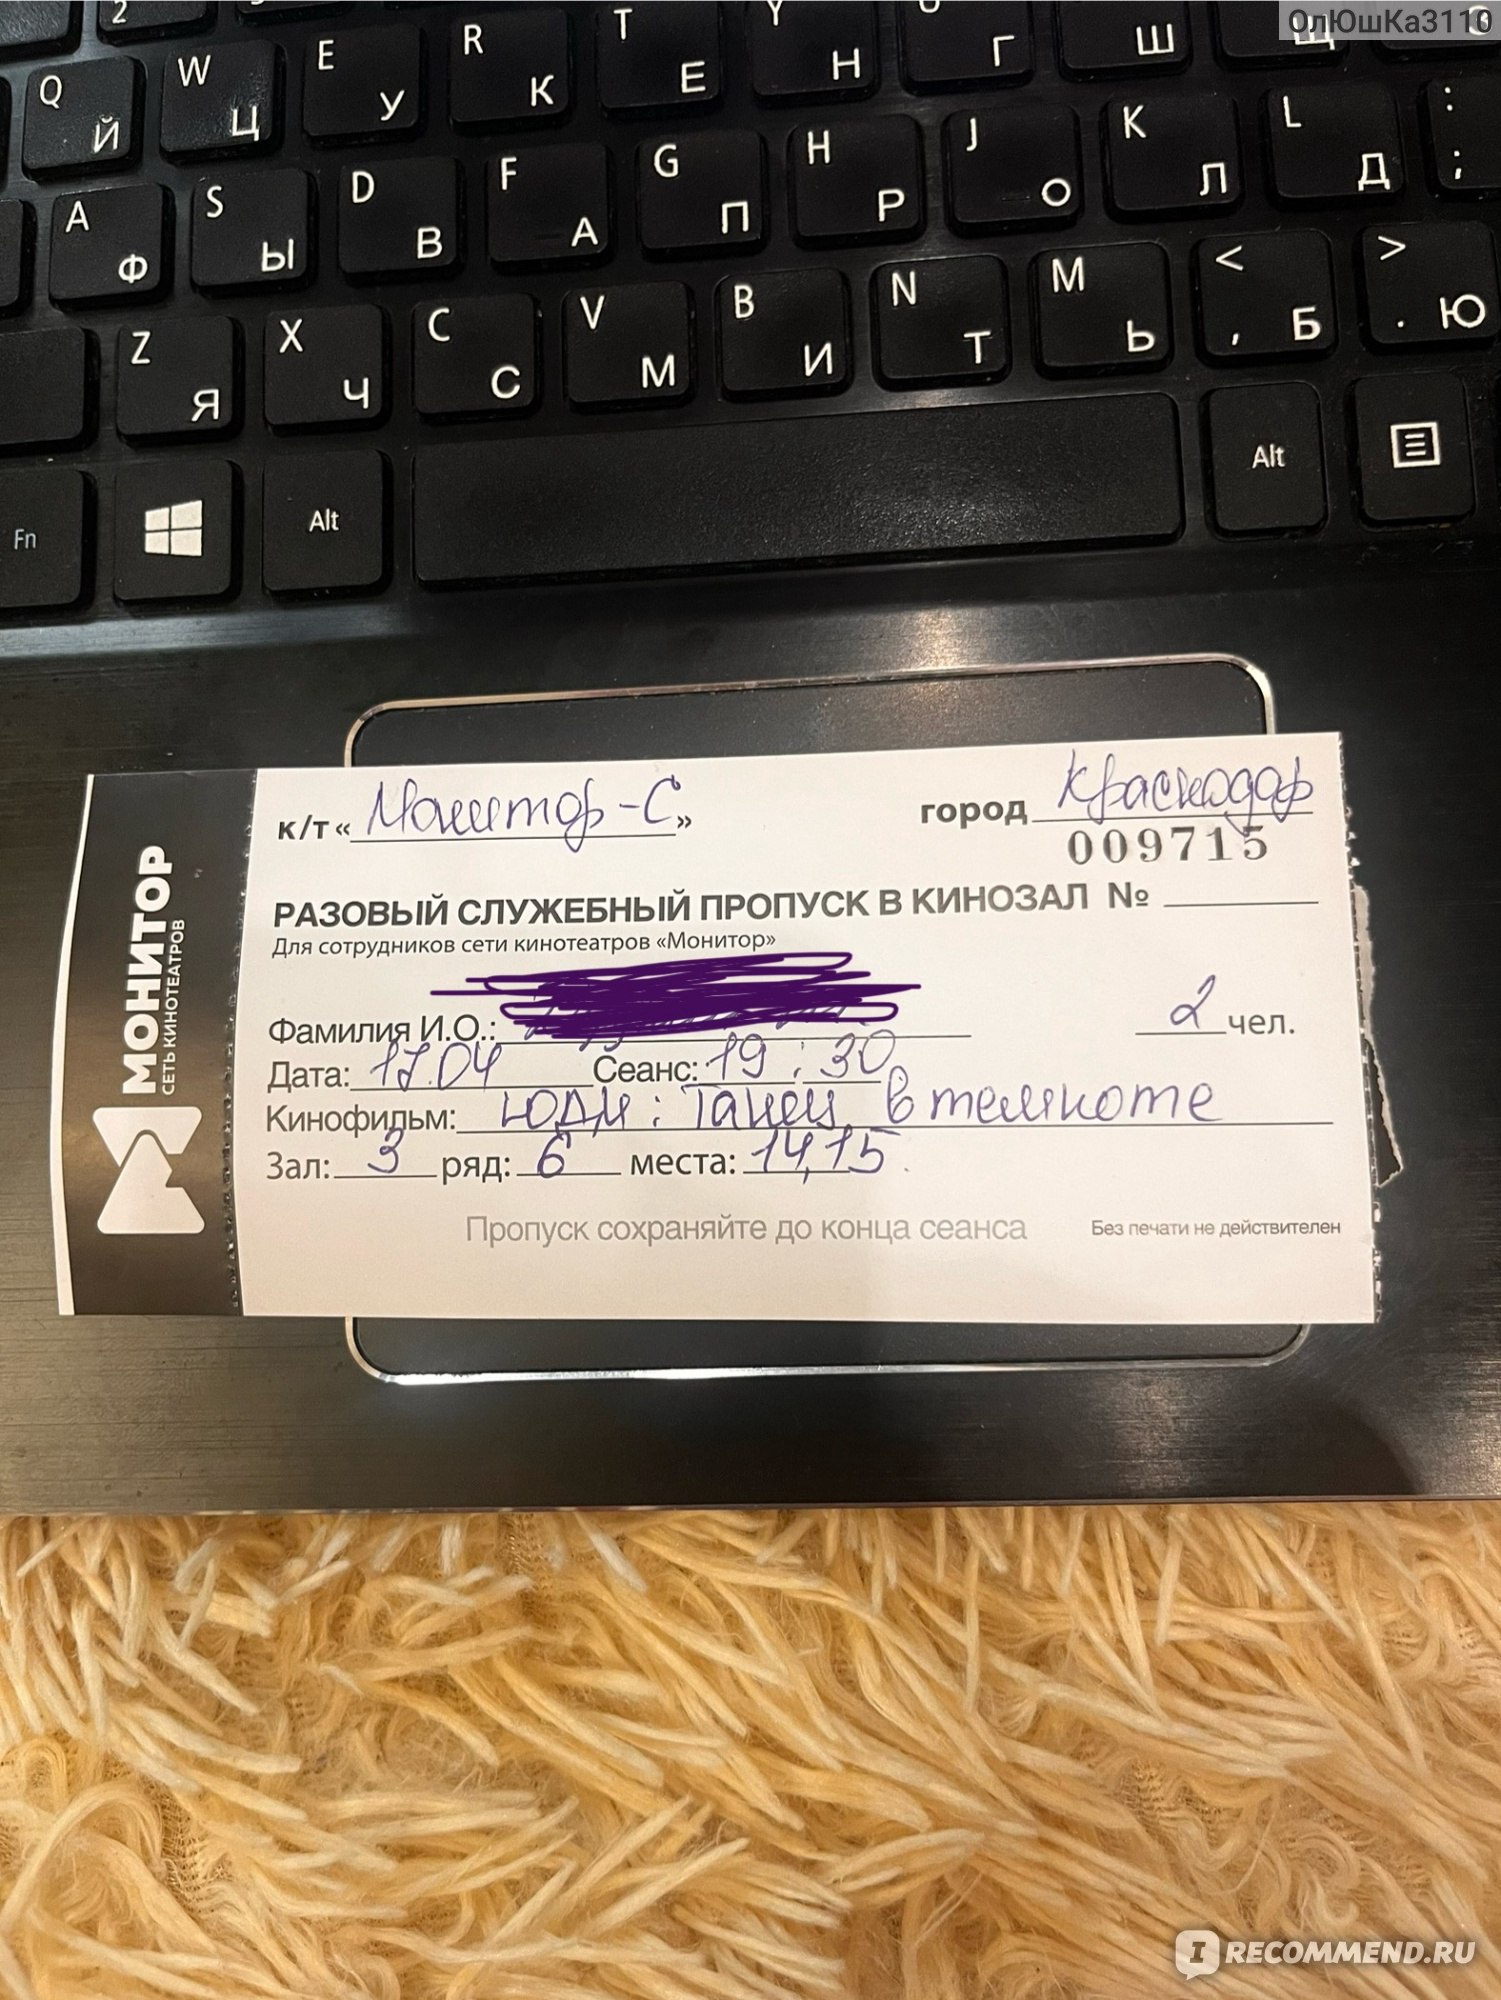 ОлЮшКа3110
2
R T Y
Q W E К Е Н Г Ш Щ
Й Ц У
A S D F G H J K L :
Ф Ы В А П Р О Л Д ;
Z X C V B N M < >
Я Ч С М И Т Ь , Б . Ю
Fn Alt Alt
МОНИТОР
СЕТЬ КИНОТЕАТРОВ
к/т « Монитор-С » город Краснодар
009715
РАЗОВЫЙ СЛУЖЕБНЫЙ ПРОПУСК В КИНОЗАЛ №
Для сотрудников сети кинотеатров «Монитор»
Фамилия И.О.: 2 чел.
Дата: 17.04 Сеанс: 19 : 30
Кинофильм: ЮДИ: Танец в темноте
Зал: 3 ряд: 6 места: 14,15.
Пропуск сохраняйте до конца сеанса Без печати не действителен
I RECOMMEND.RU